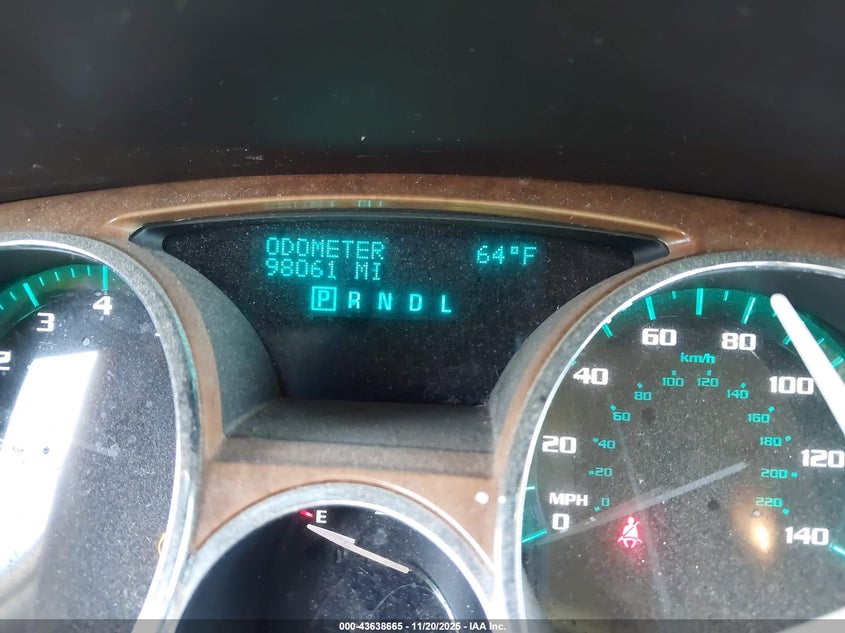 ODOMETER 64°F
98061 MI
P R N D L
2 3 4
0 20 40 60 80 100 120 140
MPH
km/h
0 20 40 60 80 100 120 140 160 180 200 220
E
000-43638665 - 11/20/2025 - IAA Inc.